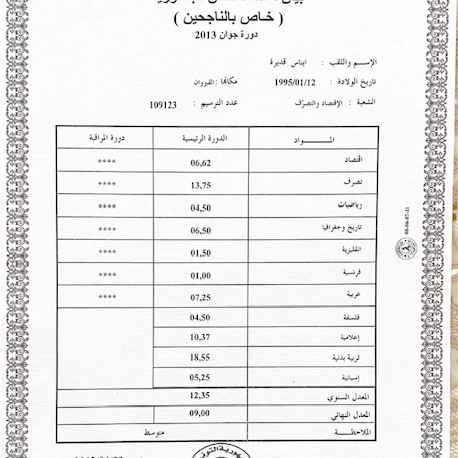 ( خاص بالناجحين )
دورة جوان 2013
الإسم واللقب : ايناس قديرة
تاريخ الولادة : 1995/01/12 مكانها: القيروان
الشعبة : الإقتصاد والتصرّف عدد الترسيم : 109123
المـــواد الدورة الرئيسية دورة المراقبة
اقتصاد 06,62 ****
تصرف 13,75 ****
رياضيات 04,50 ****
تاريخ وجغرافيا 06,50 ****
انقليزية 01,50 ****
فرنسية 01,00 ****
عربية 07,25 ****
فلسفة 04.50
إعلامية 10,37
تربية بدنية 18,55
إسبانية 05,25
المعدل السنوي 12,35
المعدل النهائي 09,00
الملاحظة متوسط